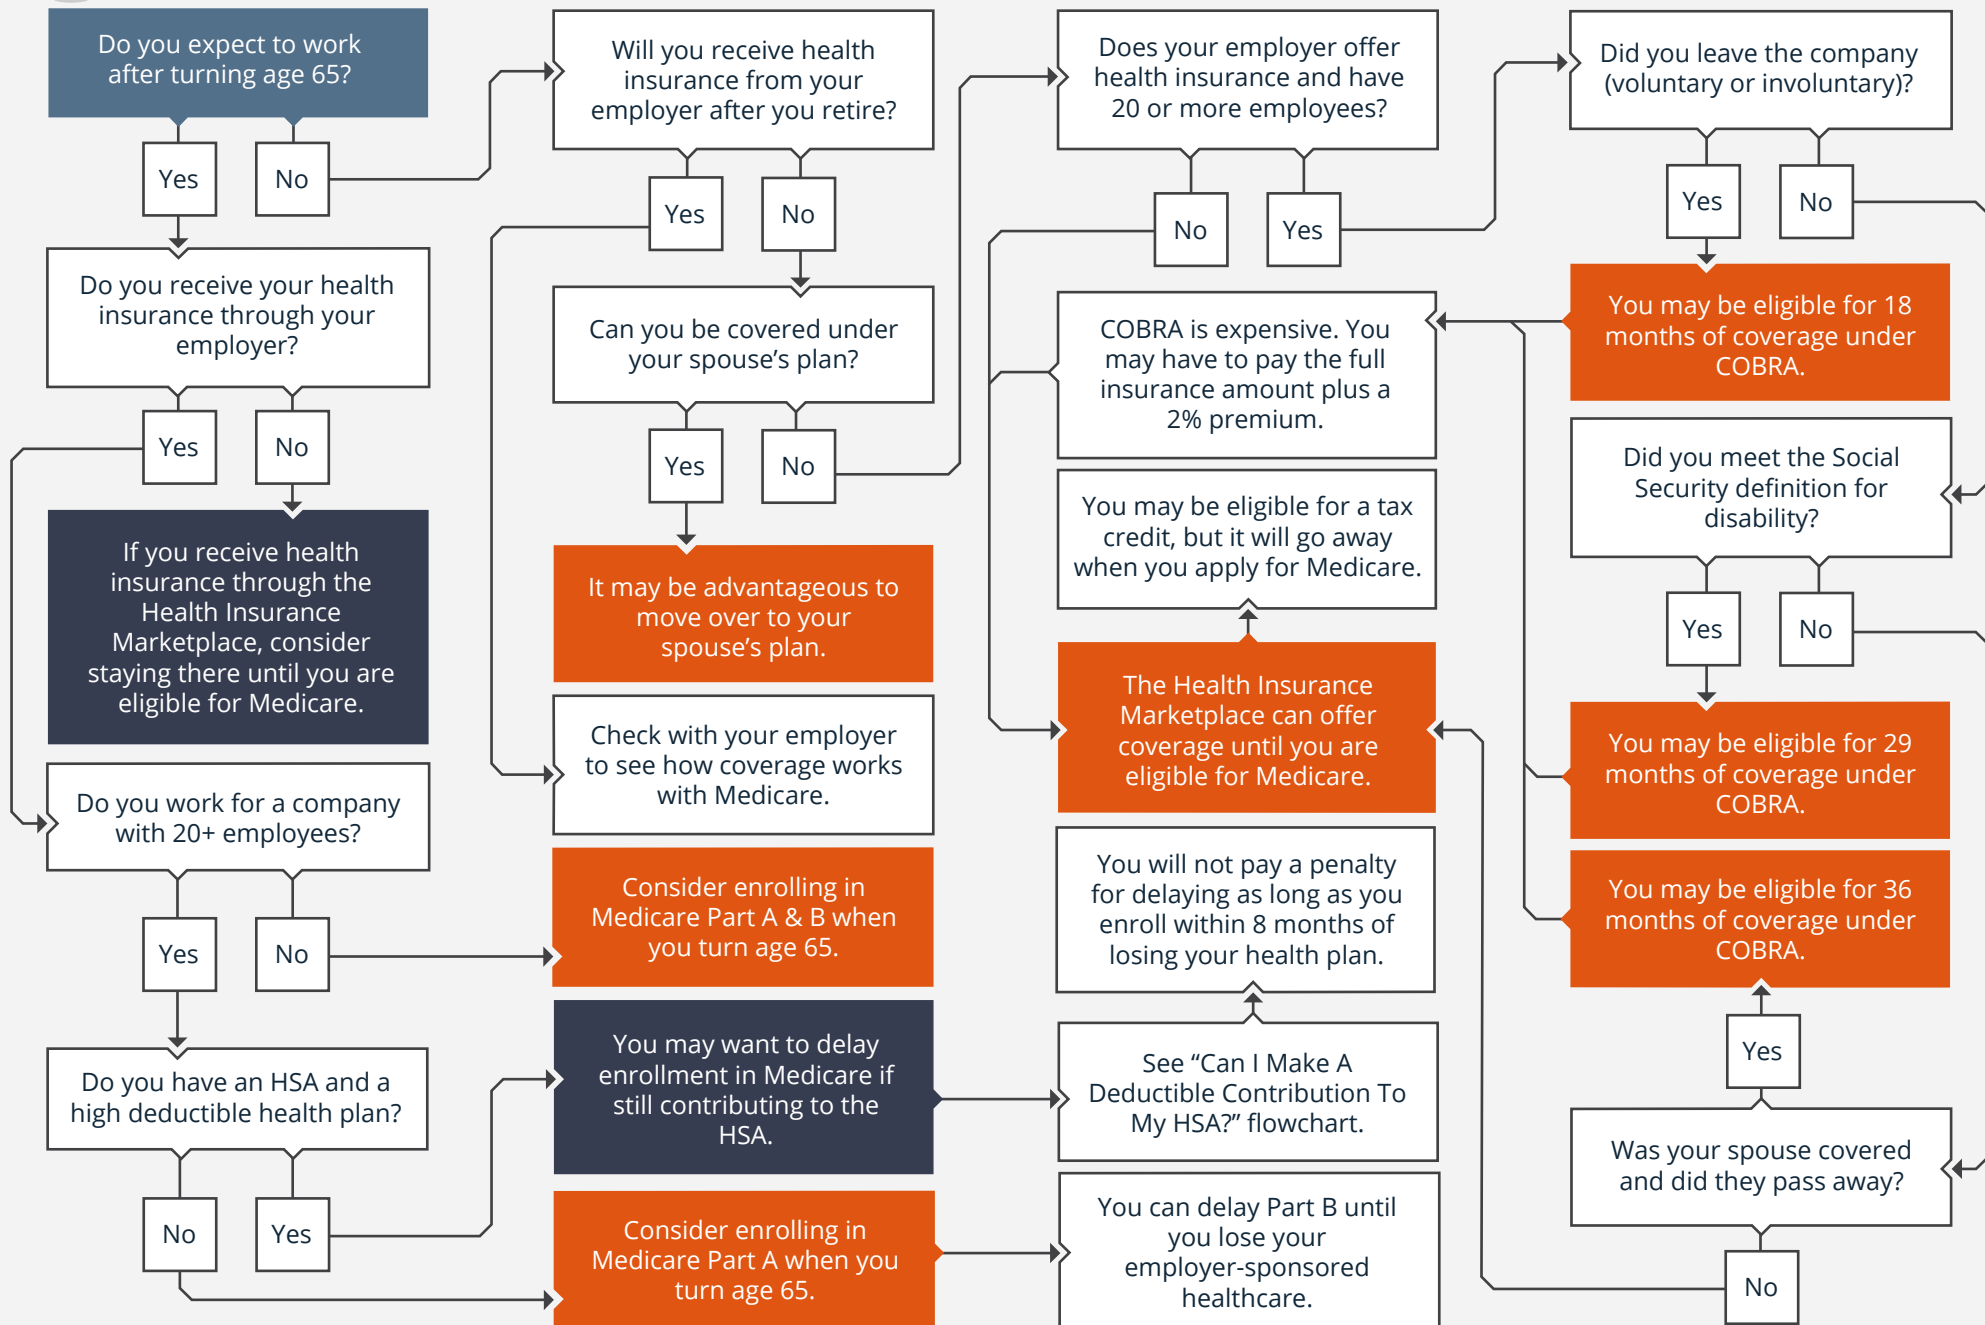 Do you expect to work
after turning age 65?
Yes
No
Do you receive your health
insurance through your
employer?
Yes
No
If you receive health
insurance through the
Health Insurance
Marketplace, consider
staying there until you are
eligible for Medicare.
Do you work for a company
with 20+ employees?
Yes
No
Do you have an HSA and a
high deductible health plan?
No
Yes
Will you receive health
insurance from your
employer after you retire?
Yes
No
Can you be covered under
your spouse’s plan?
Yes
No
It may be advantageous to
move over to your
spouse’s plan.
Check with your employer
to see how coverage works
with Medicare.
Consider enrolling in
Medicare Part A & B when
you turn age 65.
You may want to delay
enrollment in Medicare if
still contributing to the
HSA.
Consider enrolling in
Medicare Part A when you
turn age 65.
Does your employer offer
health insurance and have
20 or more employees?
No
Yes
COBRA is expensive. You
may have to pay the full
insurance amount plus a
2% premium.
You may be eligible for a tax
credit, but it will go away
when you apply for Medicare.
The Health Insurance
Marketplace can offer
coverage until you are
eligible for Medicare.
You will not pay a penalty
for delaying as long as you
enroll within 8 months of
losing your health plan.
See “Can I Make A
Deductible Contribution To
My HSA?” flowchart.
You can delay Part B until
you lose your
employer-sponsored
healthcare.
Did you leave the company
(voluntary or involuntary)?
Yes
No
You may be eligible for 18
months of coverage under
COBRA.
Did you meet the Social
Security definition for
disability?
Yes
No
You may be eligible for 29
months of coverage under
COBRA.
You may be eligible for 36
months of coverage under
COBRA.
Yes
Was your spouse covered
and did they pass away?
No